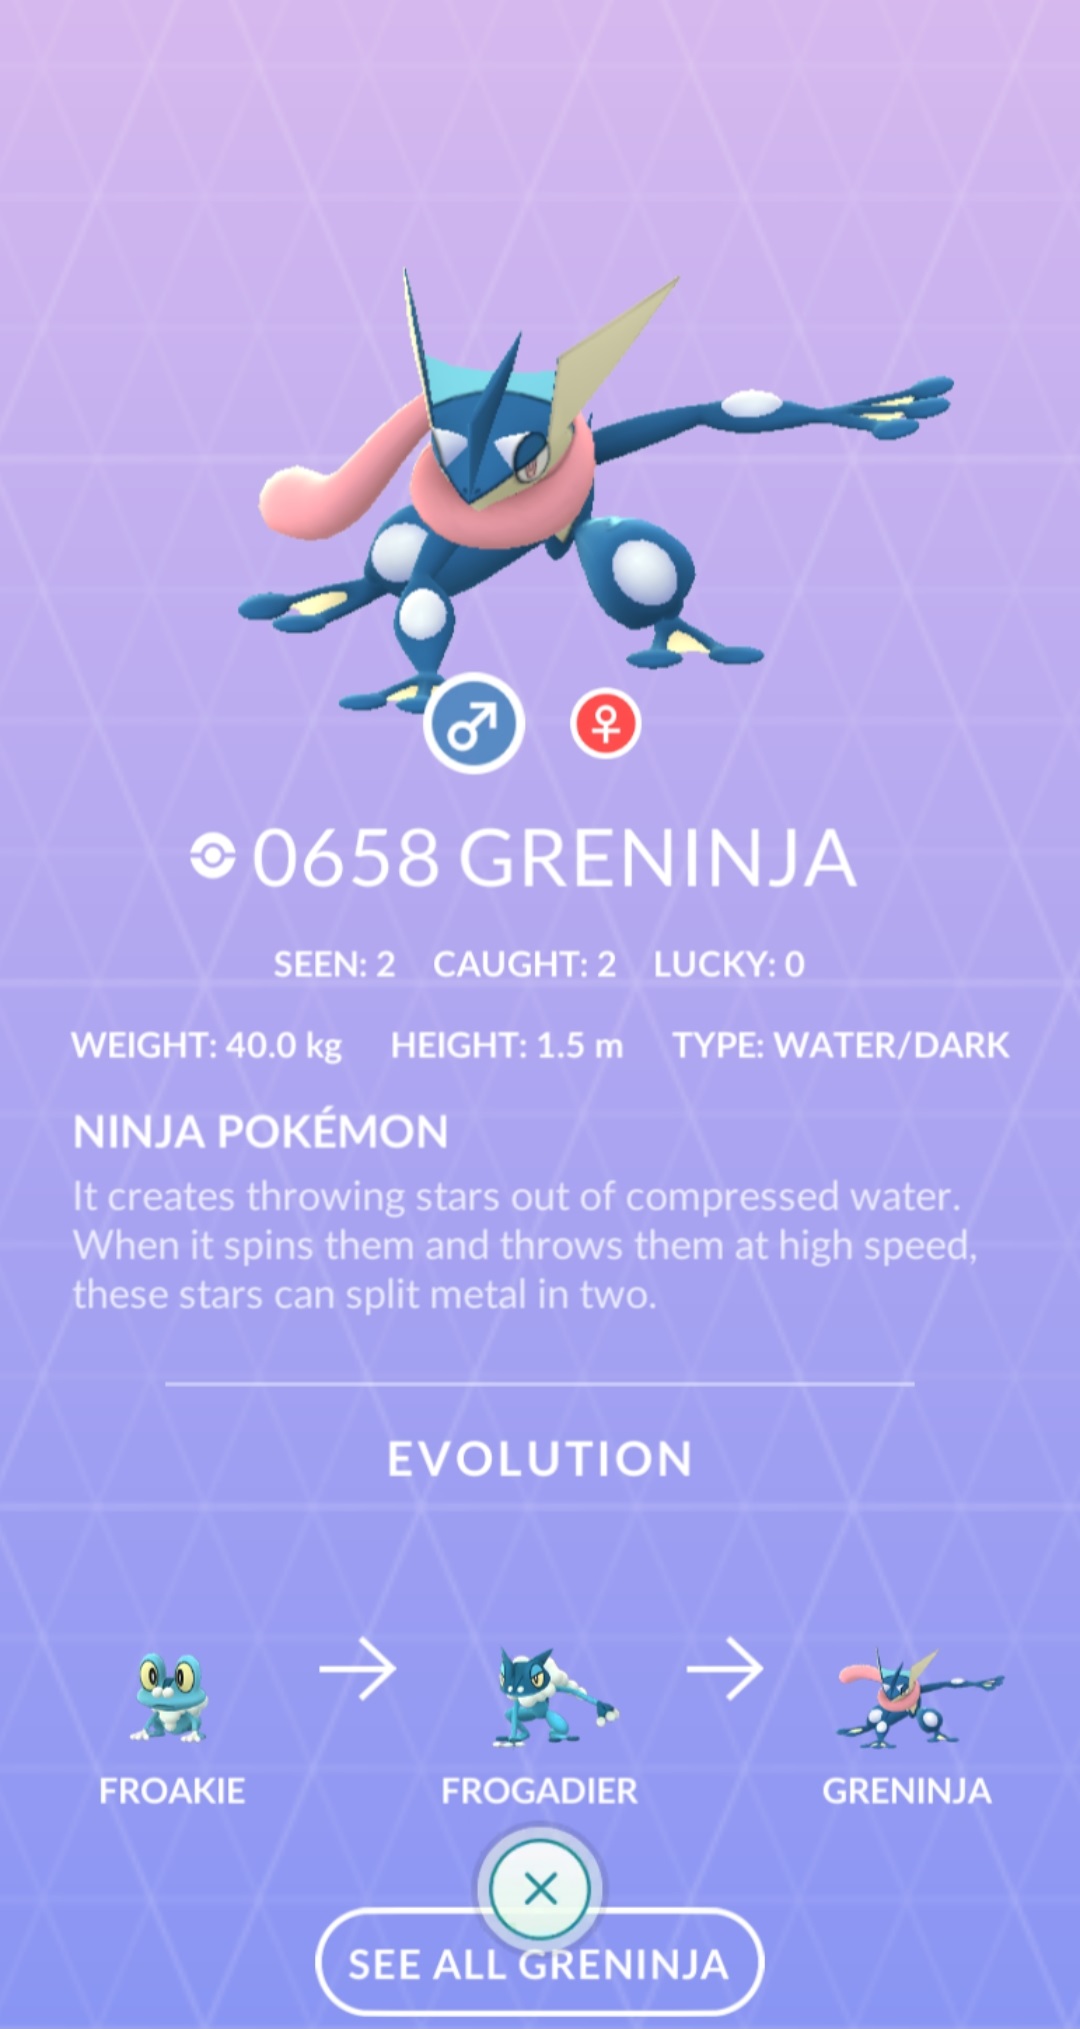 0658 GRENINJA
SEEN: 2 CAUGHT: 2 LUCKY: 0
WEIGHT: 40.0 kg HEIGHT: 1.5 m TYPE: WATER/DARK
NINJA POKÉMON
It creates throwing stars out of compressed water.
When it spins them and throws them at high speed,
these stars can split metal in two.
EVOLUTION
FROAKIE FROGADIER GRENINJA
SEE ALL GRENINJA